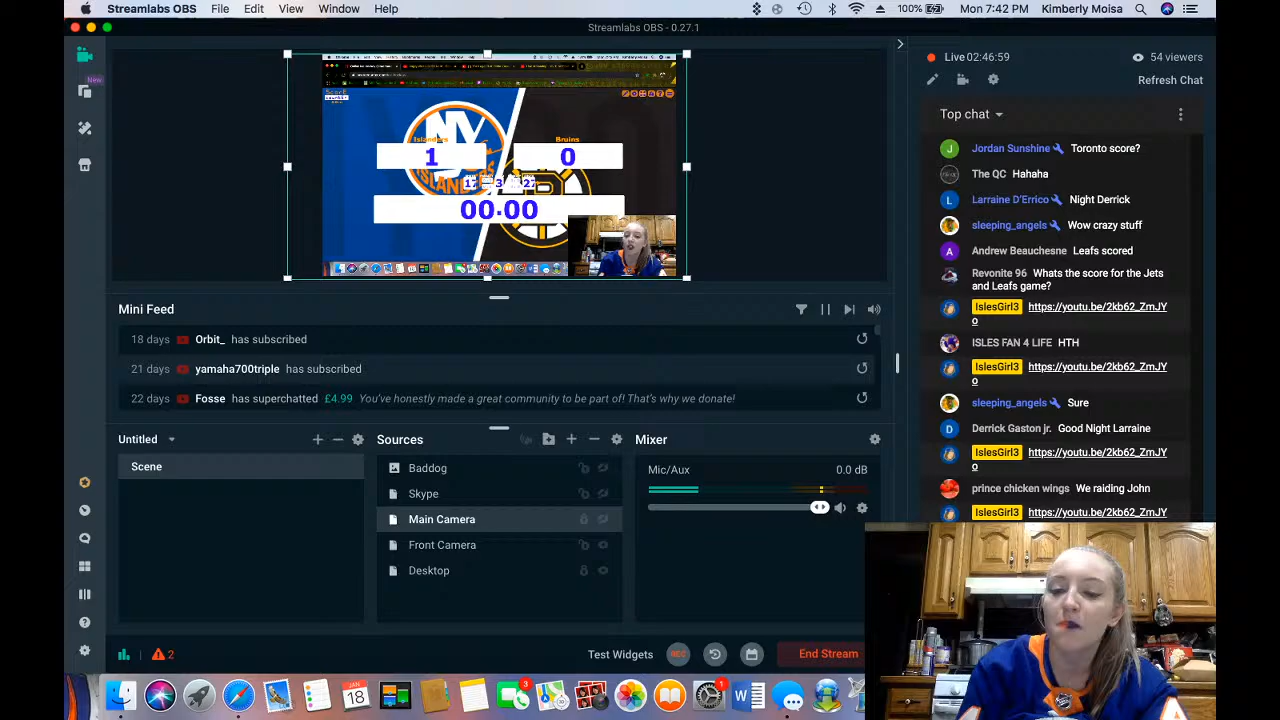 Streamlabs OBS File Edit View Window Help 100% Mon 7:42 PM Kimberly Moisa
Streamlabs OBS - 0.27.1
New
Islanders Bruins
1 0
00:00
Live 02:46:59 54 viewers
Refresh Chat
Top chat
Jordan Sunshine Toronto score?
The QC Hahaha
Larraine D'Errico Night Derrick
sleeping_angels Wow crazy stuff
Andrew Beauchesne Leafs scored
Revonite 96 Whats the score for the Jets
and Leafs game?
IslesGirl3 https://youtu.be/2kb62_ZmJY
o
ISLES FAN 4 LIFE HTH
IslesGirl3 https://youtu.be/2kb62_ZmJY
o
sleeping_angels Sure
Derrick Gaston jr. Good Night Larraine
IslesGirl3 https://youtu.be/2kb62_ZmJY
o
prince chicken wings We raiding John
IslesGirl3 https://youtu.be/2kb62_ZmJY
Mini Feed
18 days Orbit_ has subscribed
21 days yamaha700triple has subscribed
22 days Fosse has superchatted £4.99 You've honestly made a great community to be part of! That's why we donate!
Untitled
Scene
Sources
Baddog
Skype
Main Camera
Front Camera
Desktop
Mixer
Mic/Aux 0.0 dB
2
Test Widgets REC End Stream
JAN
18
3
1